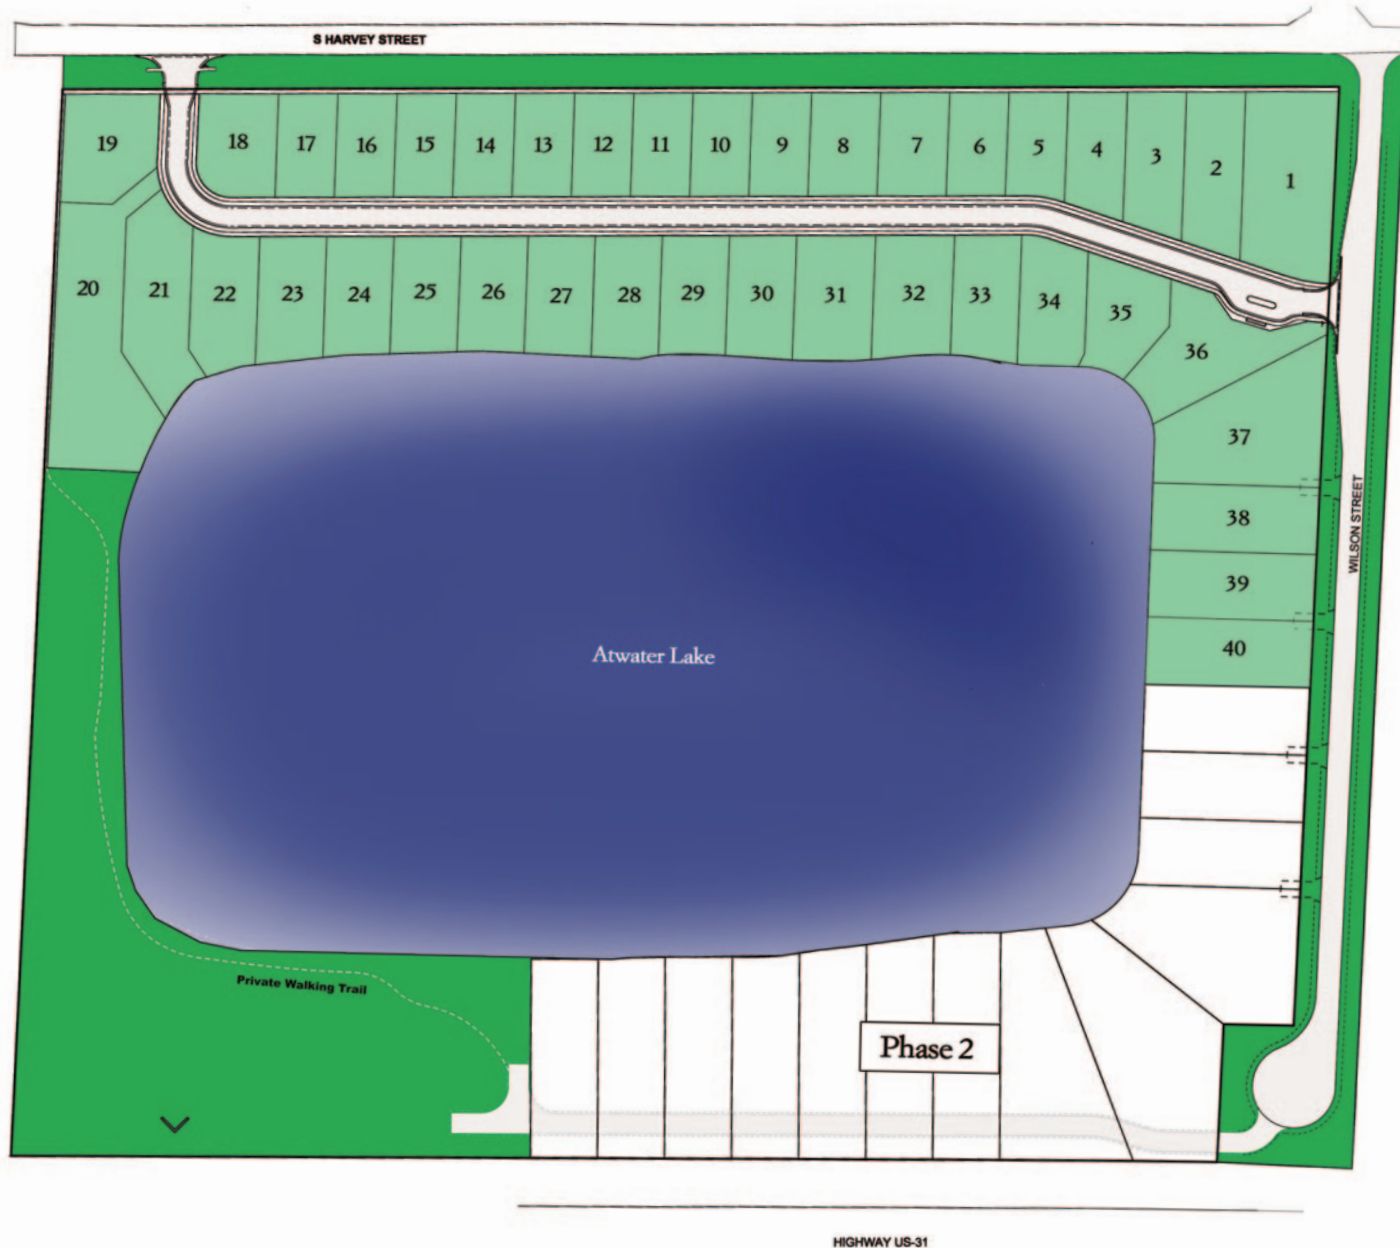 S HARVEY STREET
19 18 17 16 15 14 13 12 11 10 9 8 7 6 5 4 3 2 1
20 21 22 23 24 25 26 27 28 29 30 31 32 33 34 35
36
37
38
39
40
WILSON STREET
Atwater Lake
Private Walking Trail
Phase 2
HIGHWAY US-31